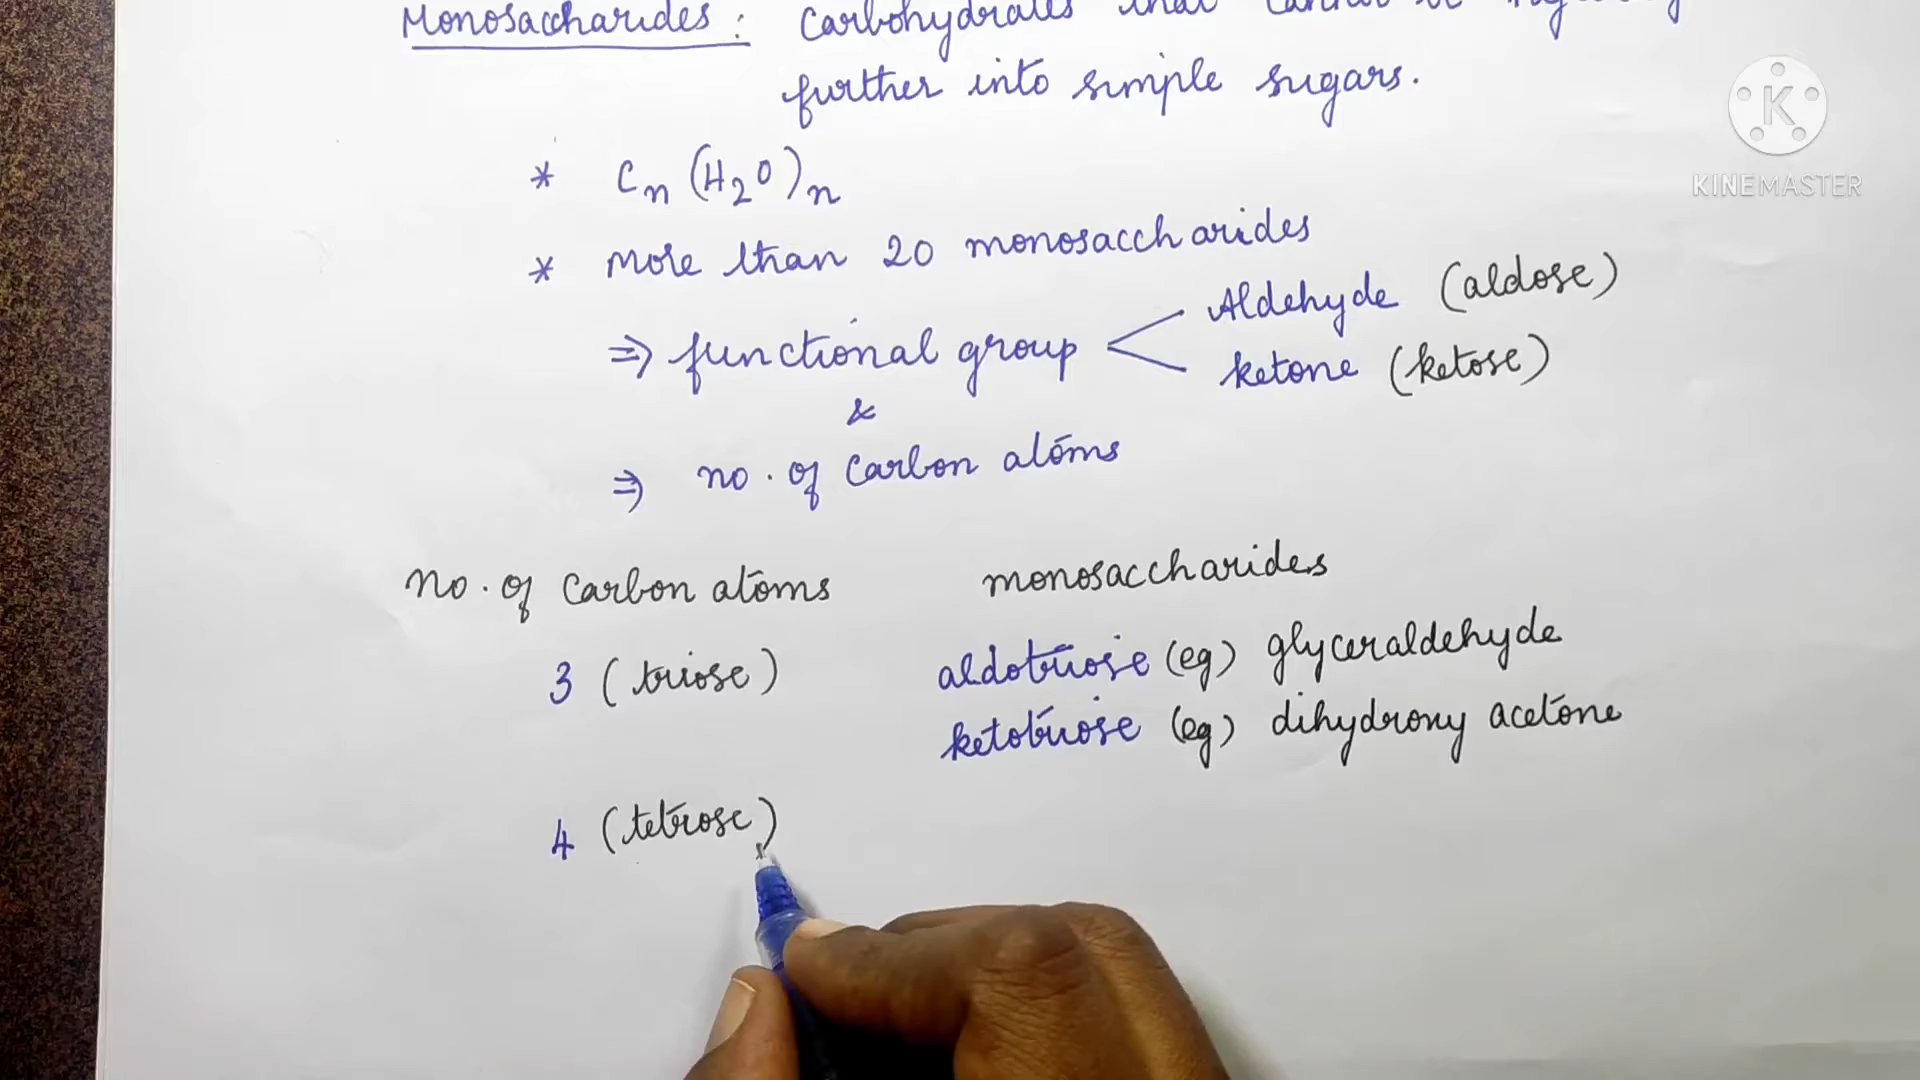 Monosaccharides : Carbohydrates that
further into simple sugars.
* Cn (H2O)n
* More than 20 monosaccharides
⇒ functional group < Aldehyde (aldose)
ketone (ketose)
&
⇒ no. of Carbon atoms
no. of Carbon atoms monosaccharides
3 (triose) aldotriose (eg) glyceraldehyde
ketotriose (eg) dihydroxy acetone
4 (tetrose)
K
KINEMASTER